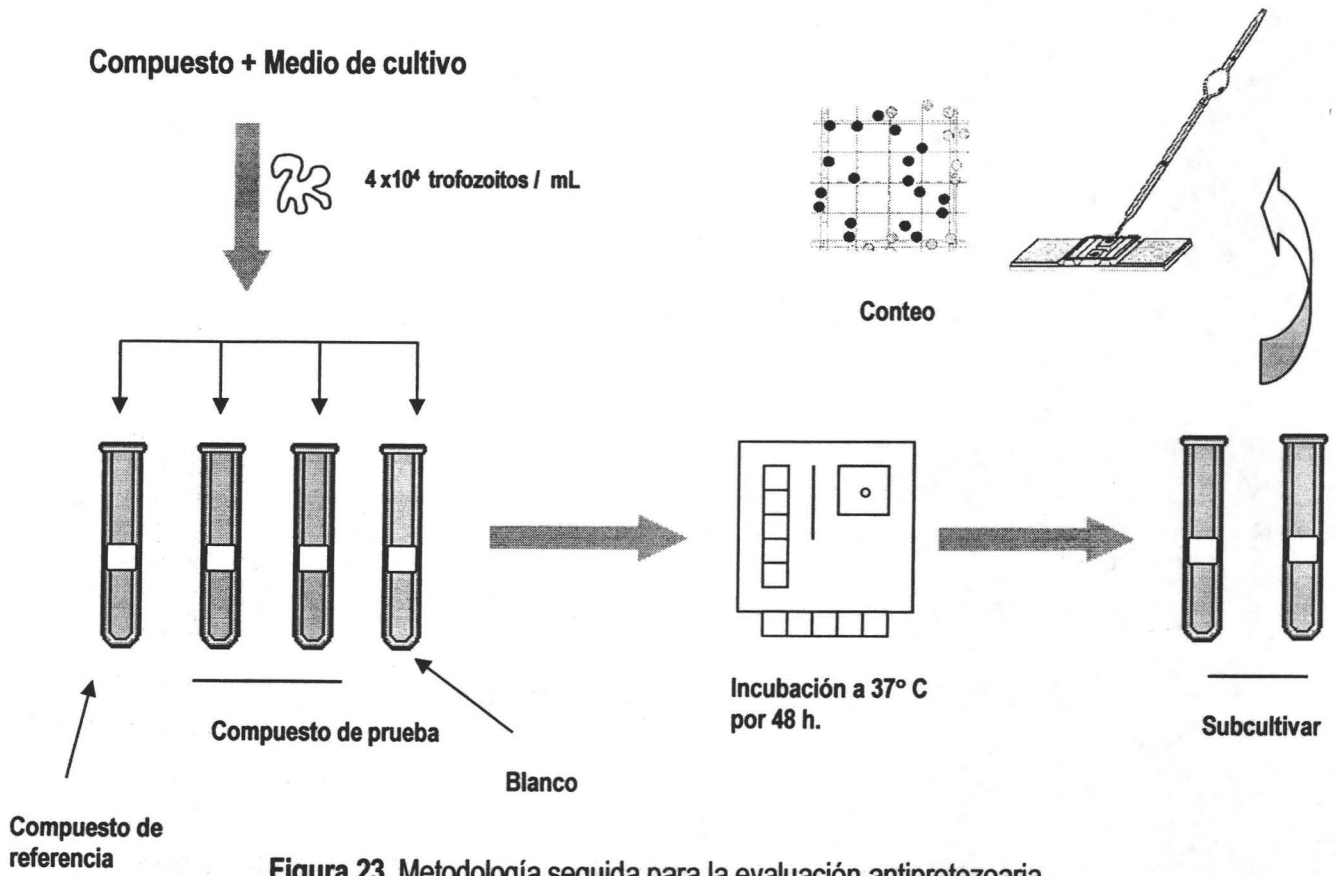 Compuesto + Medio de cultivo
4 x10⁴ trofozoitos / mL
Conteo
Compuesto de prueba
Blanco
Compuesto de
referencia
Incubación a 37° C
por 48 h.
Subcultivar
Figura 23. Metodología seguida para la evaluación antiprotozoaria.